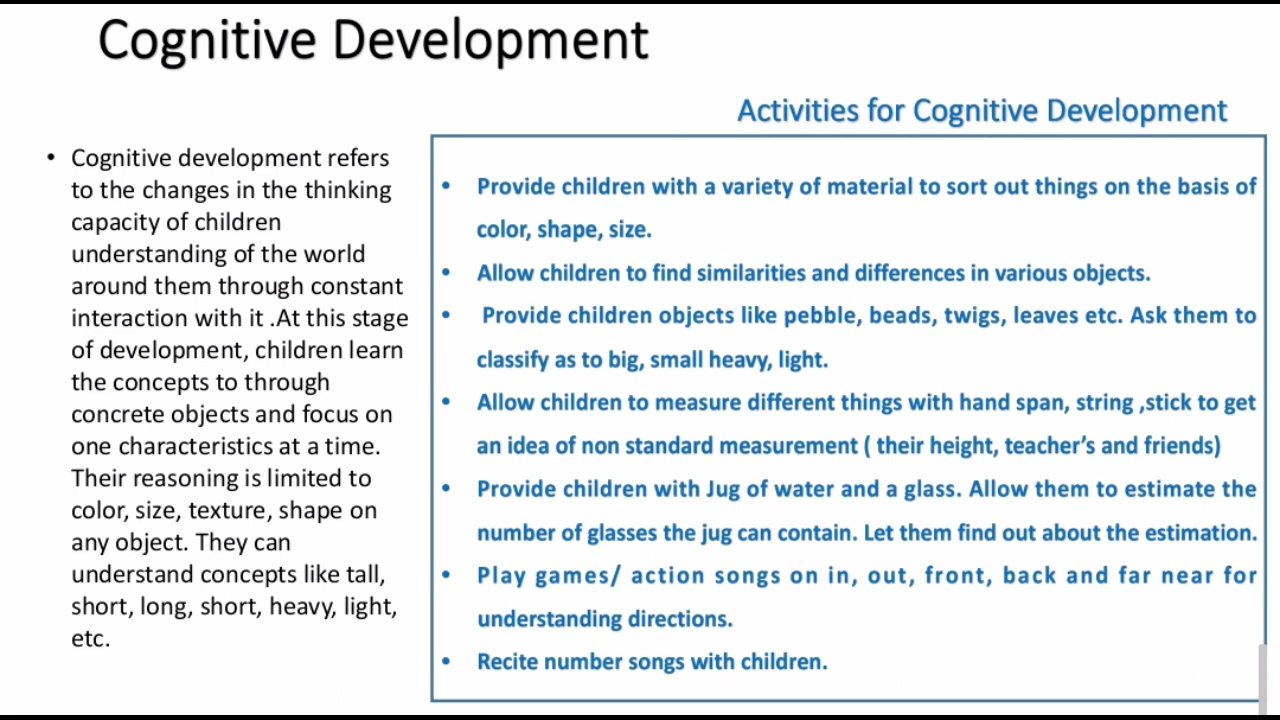 Cognitive Development
Activities for Cognitive Development
• Cognitive development refers
to the changes in the thinking
capacity of children
understanding of the world
around them through constant
interaction with it .At this stage
of development, children learn
the concepts to through
concrete objects and focus on
one characteristics at a time.
Their reasoning is limited to
color, size, texture, shape on
any object. They can
understand concepts like tall,
short, long, short, heavy, light,
etc.
• Provide children with a variety of material to sort out things on the basis of
color, shape, size.
• Allow children to find similarities and differences in various objects.
• Provide children objects like pebble, beads, twigs, leaves etc. Ask them to
classify as to big, small heavy, light.
• Allow children to measure different things with hand span, string ,stick to get
an idea of non standard measurement ( their height, teacher’s and friends)
• Provide children with Jug of water and a glass. Allow them to estimate the
number of glasses the jug can contain. Let them find out about the estimation.
• Play games/ action songs on in, out, front, back and far near for
understanding directions.
• Recite number songs with children.